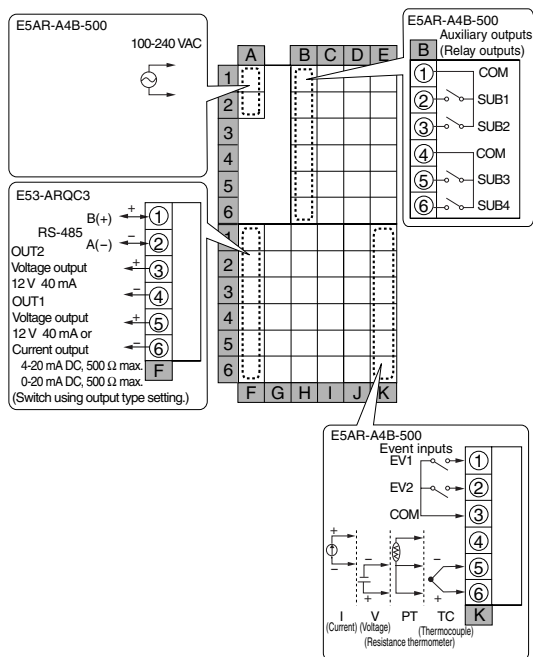 E5AR-A4B-500
100-240 VAC
A B C D E
1
2
3
4
5
6
1
2
3
4
5
6
F G H I J K
E5AR-A4B-500
Auxiliary outputs
(Relay outputs)
B
1 COM
2 SUB1
3 SUB2
4 COM
5 SUB3
6 SUB4
E53-ARQC3
B(+) + 1
RS-485
A(−) − 2
OUT2
Voltage output + 3
12 V 40 mA
− 4
OUT1
Voltage output + 5
12 V 40 mA or
Current output − 6
4-20 mA DC, 500 Ω max.
0-20 mA DC, 500 Ω max.
F
(Switch using output type setting.)
E5AR-A4B-500
Event inputs
EV1 1
EV2 2
COM 3
4
5
6
+ − − + − +
I V PT TC K
(Current) (Voltage) (Thermocouple)
(Resistance thermometer)